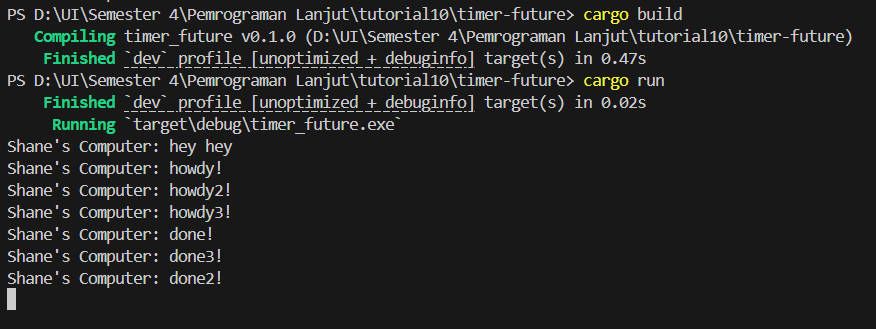 PS D:\UI\Semester 4\Pemrograman Lanjut\tutorial10\timer-future> cargo build
Compiling timer_future v0.1.0 (D:\UI\Semester 4\Pemrograman Lanjut\tutorial10\timer-future)
Finished `dev` profile [unoptimized + debuginfo] target(s) in 0.47s
PS D:\UI\Semester 4\Pemrograman Lanjut\tutorial10\timer-future> cargo run
Finished `dev` profile [unoptimized + debuginfo] target(s) in 0.02s
Running `target\debug\timer_future.exe`
Shane's Computer: hey hey
Shane's Computer: howdy!
Shane's Computer: howdy2!
Shane's Computer: howdy3!
Shane's Computer: done!
Shane's Computer: done3!
Shane's Computer: done2!